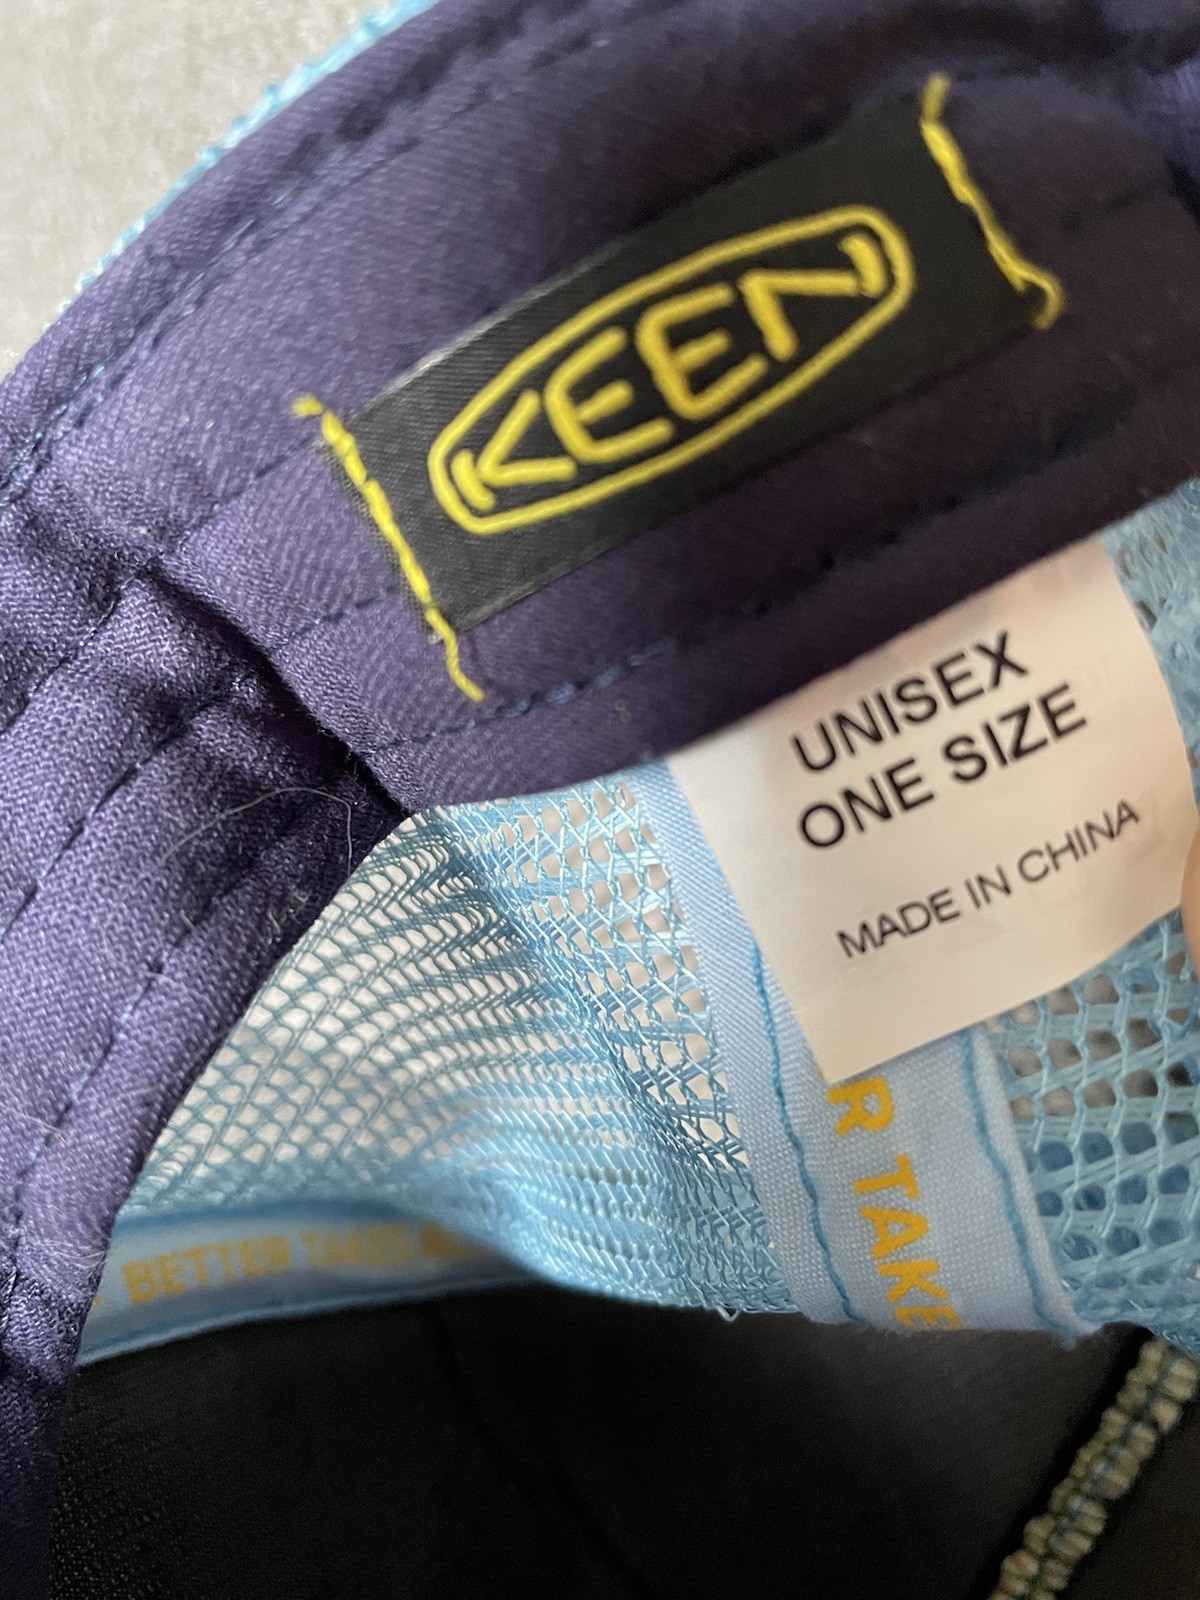 KEEN
UNISEX
ONE SIZE
MADE IN CHINA
R TAKE
BETTER TAKES